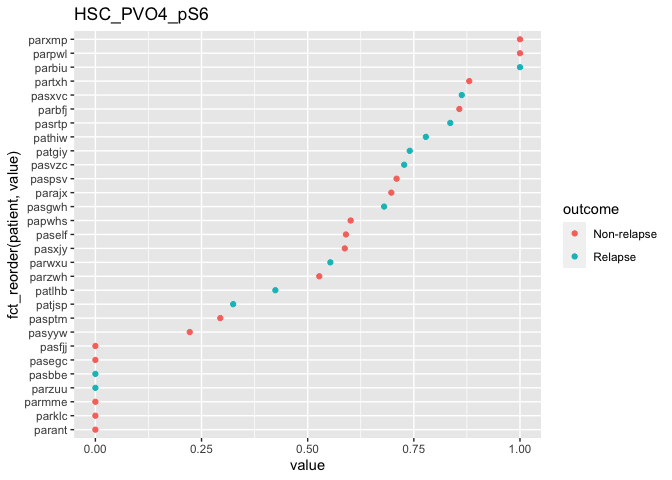 HSC_PVO4_pS6
fct_reorder(patient, value)
parxmp
parpwl
parbiu
partxh
pasxvc
parbfj
pasrtp
pathiw
patgiy
pasvzc
paspsv
parajx
pasgwh
papwhs
paself
pasxjy
parwxu
parzwh
patlhb
patjsp
pasptm
pasyyw
pasfjj
pasegc
pasbbe
parzuu
parmme
parklc
parant
0.00 0.25 0.50 0.75 1.00
value
outcome
Non-relapse
Relapse